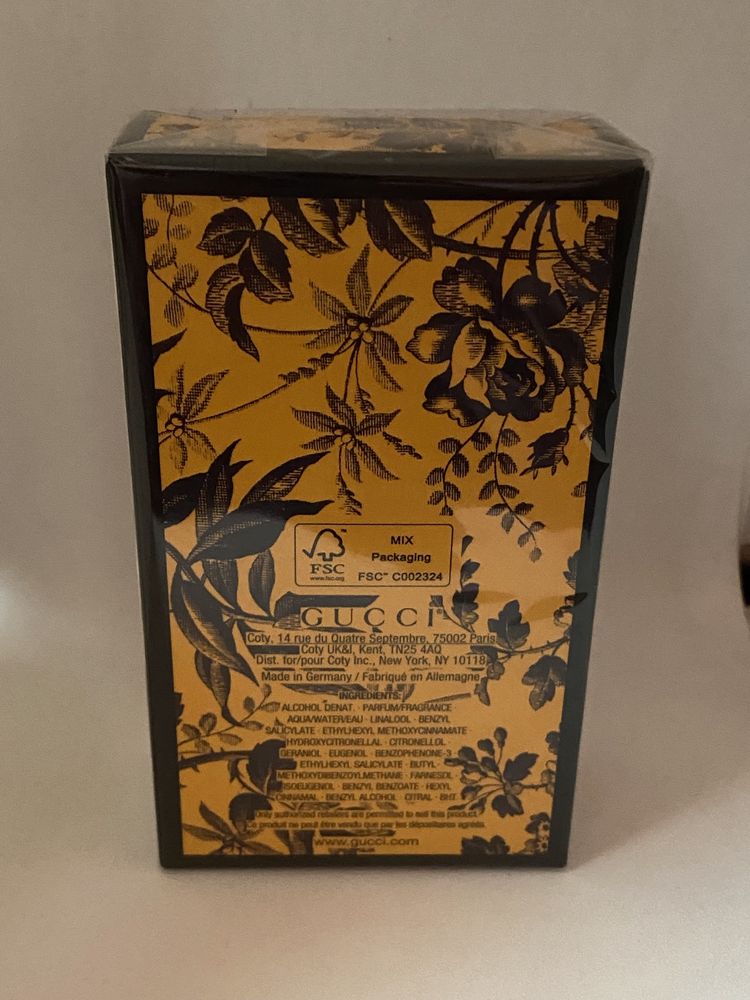 MIX
Packaging
FSC™ C002324
FSC
www.fsc.org
GUCCI
Coty, 14 rue du Quatre Septembre, 75002 Paris
Coty UK&I, Kent, TN25 4AQ
Dist. for/pour Coty Inc., New York, NY 10118
Made in Germany / Fabriqué en Allemagne
INGREDIENTS:
ALCOHOL DENAT. · PARFUM/FRAGRANCE ·
AQUA/WATER/EAU · LINALOOL · BENZYL
SALICYLATE · ETHYLHEXYL METHOXYCINNAMATE ·
HYDROXYCITRONELLAL · CITRONELLOL ·
GERANIOL · EUGENOL · BENZOPHENONE-3 ·
ETHYLHEXYL SALICYLATE · BUTYL
METHOXYDIBENZOYLMETHANE · FARNESOL ·
ISOEUGENOL · BENZYL BENZOATE · HEXYL
CINNAMAL · BENZYL ALCOHOL · CITRAL · BHT.
Only authorized retailers are permitted to sell this product.
Ce produit ne peut être vendu que par les dépositaires agréés.
www.gucci.com